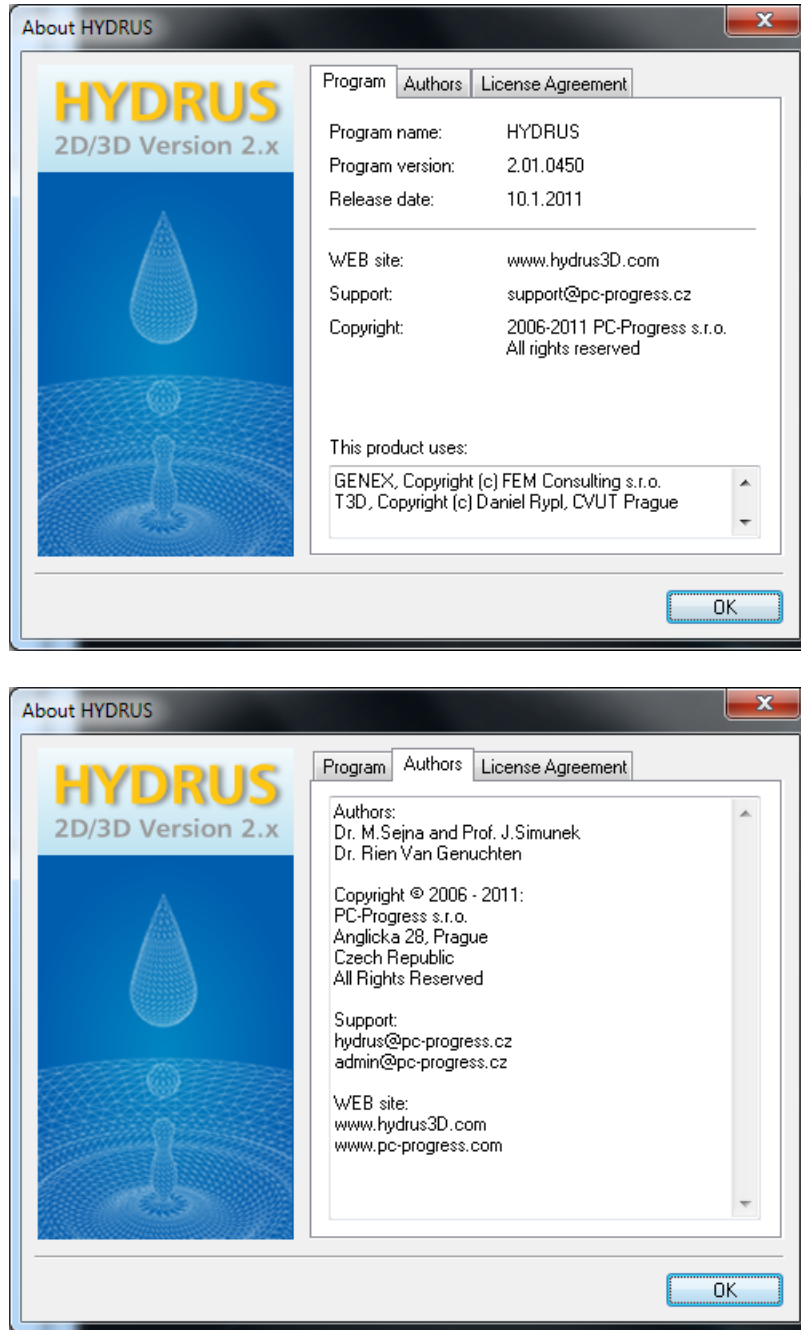 About HYDRUS
HYDRUS
2D/3D Version 2.x
Program Authors License Agreement
Program name: HYDRUS
Program version: 2.01.0450
Release date: 10.1.2011
WEB site: www.hydrus3D.com
Support: support@pc-progress.cz
Copyright: 2006-2011 PC-Progress s.r.o.
All rights reserved
This product uses:
GENEX, Copyright (c) FEM Consulting s.r.o.
T3D, Copyright (c) Daniel Rypl, CVUT Prague
OK
About HYDRUS
HYDRUS
2D/3D Version 2.x
Program Authors License Agreement
Authors:
Dr. M.Sejna and Prof. J.Simunek
Dr. Rien Van Genuchten
Copyright © 2006 - 2011:
PC-Progress s.r.o.
Anglicka 28, Prague
Czech Republic
All Rights Reserved
Support:
hydrus@pc-progress.cz
admin@pc-progress.cz
WEB site:
www.hydrus3D.com
www.pc-progress.com
OK